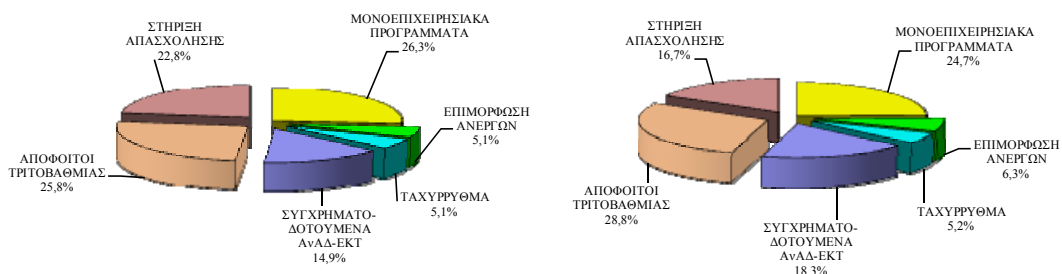 ΣΤΗΡΙΞΗ
ΑΠΑΣΧΟΛΗΣΗΣ
22,8%
ΜΟΝΟΕΠΙΧΕΙΡΗΣΙΑΚΑ
ΠΡΟΓΡΑΜΜΑΤΑ
26,3%
ΕΠΙΜΟΡΦΩΣΗ
ΑΝΕΡΓΩΝ
5,1%
ΤΑΧΥΡΡΥΘΜΑ
5,1%
ΣΥΓΧΡΗΜΑΤΟ-
ΔΟΤΟΥΜΕΝΑ
ΑνΑΔ-ΕΚΤ
14,9%
ΑΠΟΦΟΙΤΟΙ
ΤΡΙΤΟΒΑΘΜΙΑΣ
25,8%
ΣΤΗΡΙΞΗ
ΑΠΑΣΧΟΛΗΣΗΣ
16,7%
ΜΟΝΟΕΠΙΧΕΙΡΗΣΙΑΚΑ
ΠΡΟΓΡΑΜΜΑΤΑ
24,7%
ΕΠΙΜΟΡΦΩΣΗ
ΑΝΕΡΓΩΝ
6,3%
ΤΑΧΥΡΡΥΘΜΑ
5,2%
ΣΥΓΧΡΗΜΑΤΟ-
ΔΟΤΟΥΜΕΝΑ
ΑνΑΔ-ΕΚΤ
18,3%
ΑΠΟΦΟΙΤΟΙ
ΤΡΙΤΟΒΑΘΜΙΑΣ
28,8%